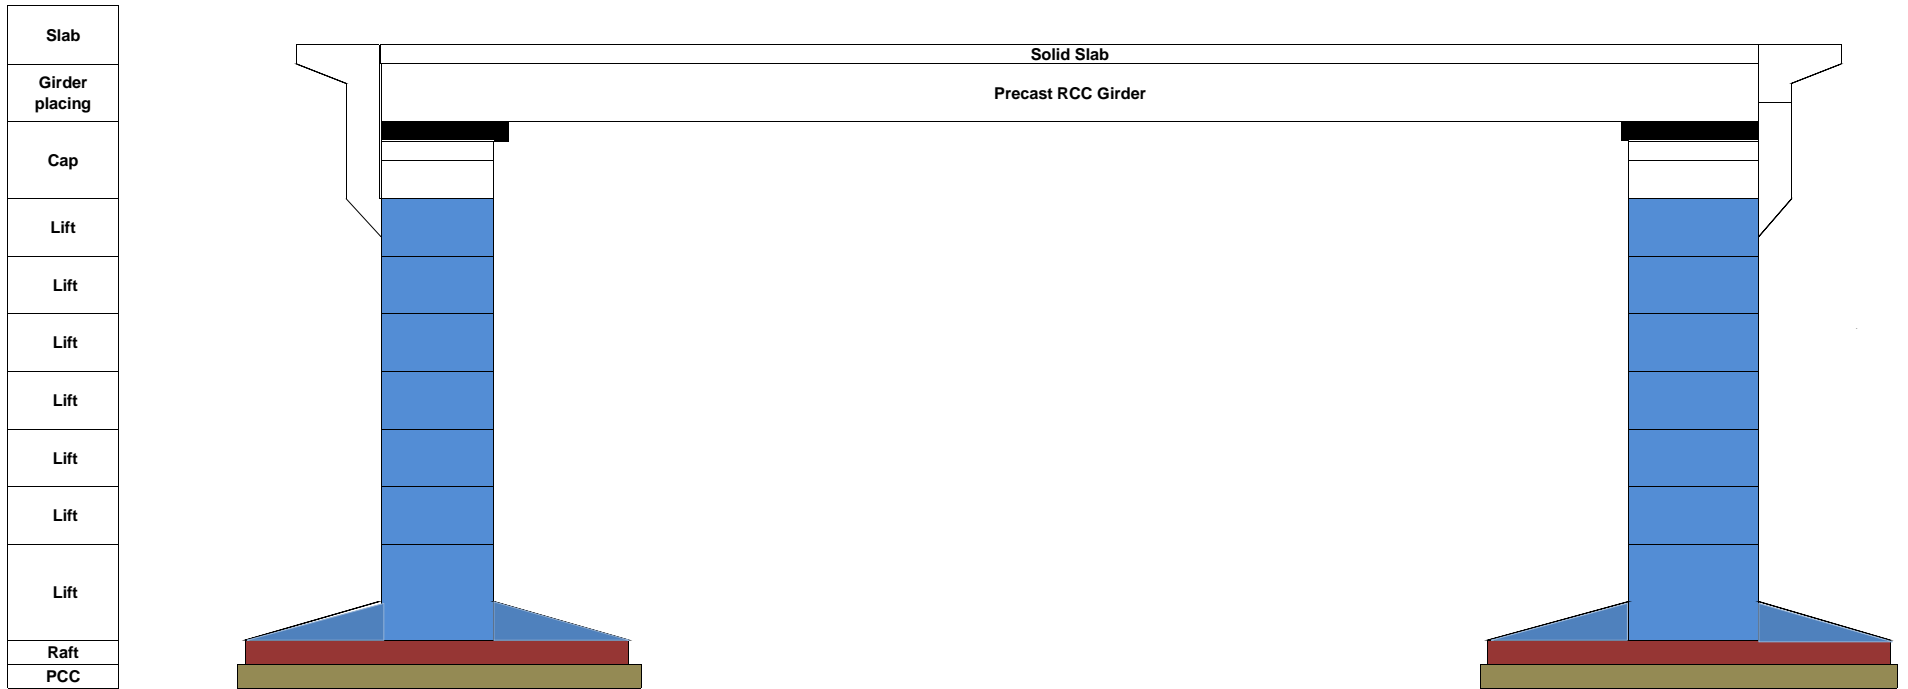 Slab
Solid Slab
Girder
placing
Precast RCC Girder
Cap
Lift
Lift
Lift
Lift
Lift
Lift
Lift
Raft
PCC